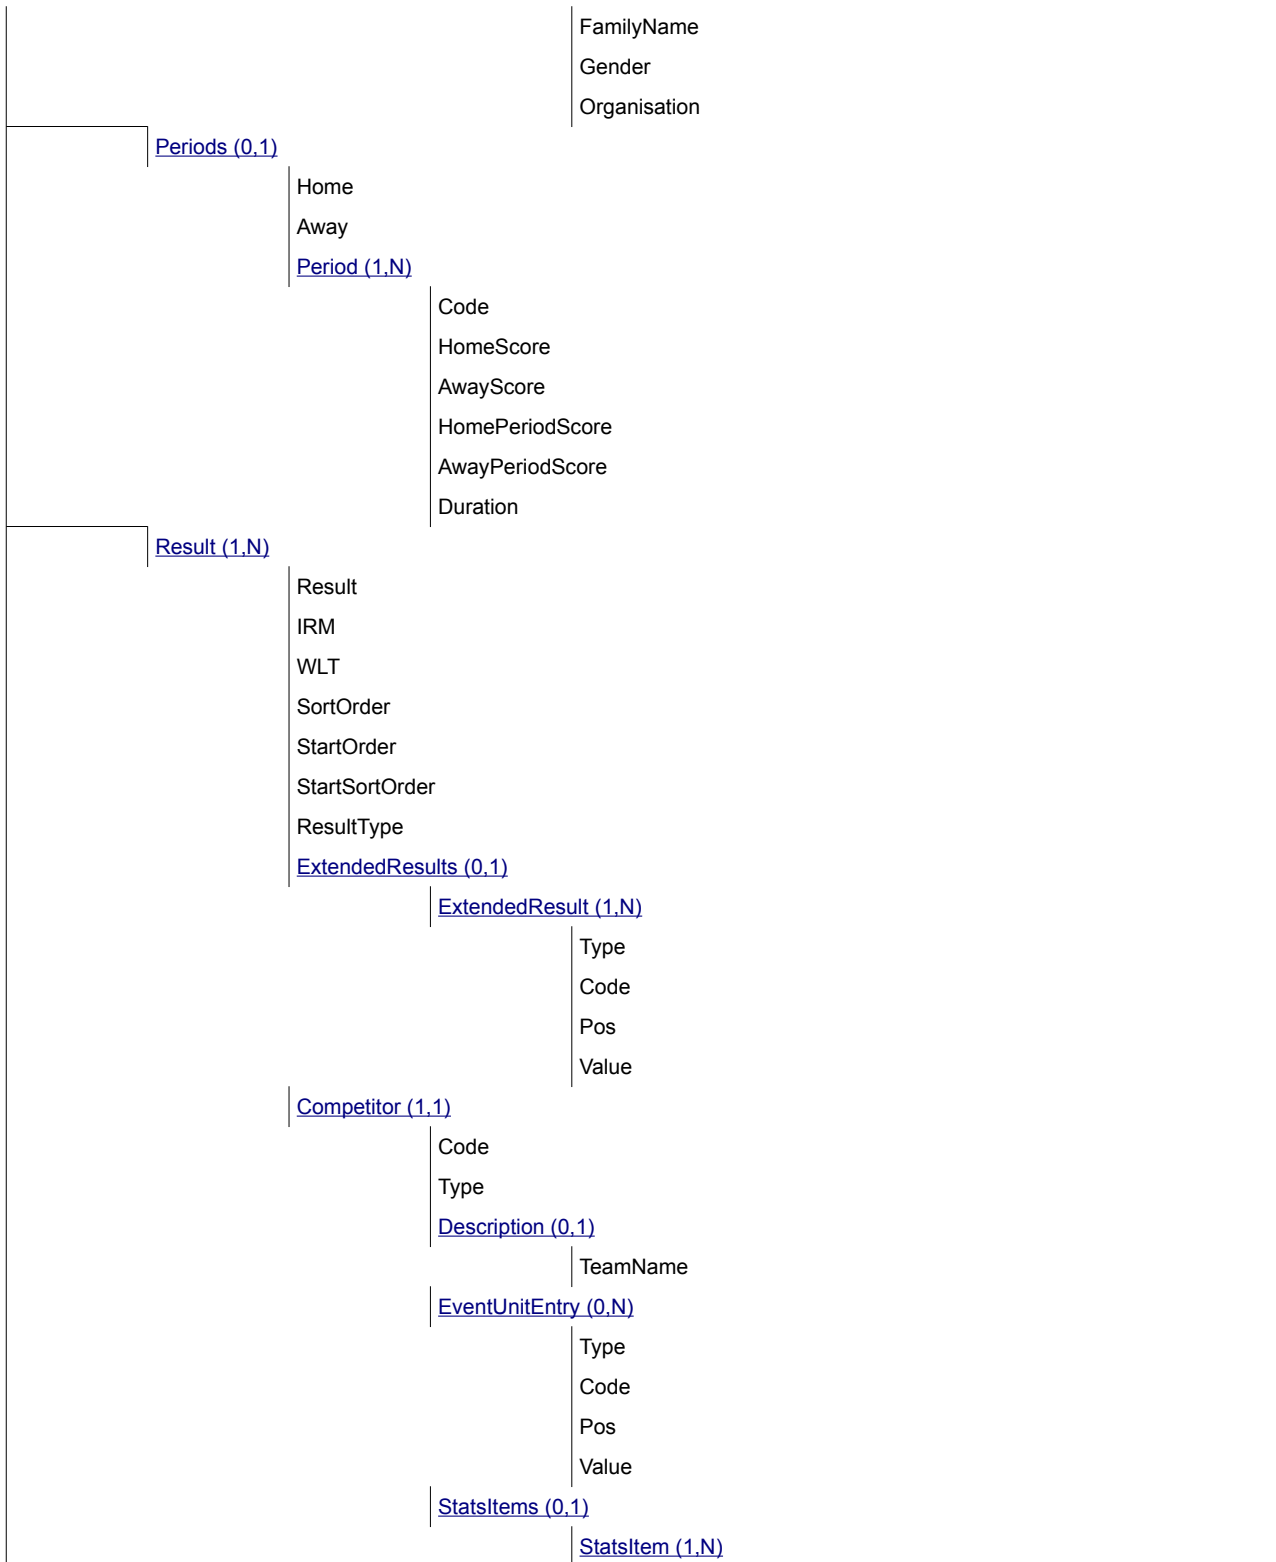 FamilyName
Gender
Organisation
Periods (0,1)
Home
Away
Period (1,N)
Code
HomeScore
AwayScore
HomePeriodScore
AwayPeriodScore
Duration
Result (1,N)
Result
IRM
WLT
SortOrder
StartOrder
StartSortOrder
ResultType
ExtendedResults (0,1)
ExtendedResult (1,N)
Type
Code
Pos
Value
Competitor (1,1)
Code
Type
Description (0,1)
TeamName
EventUnitEntry (0,N)
Type
Code
Pos
Value
StatsItems (0,1)
StatsItem (1,N)